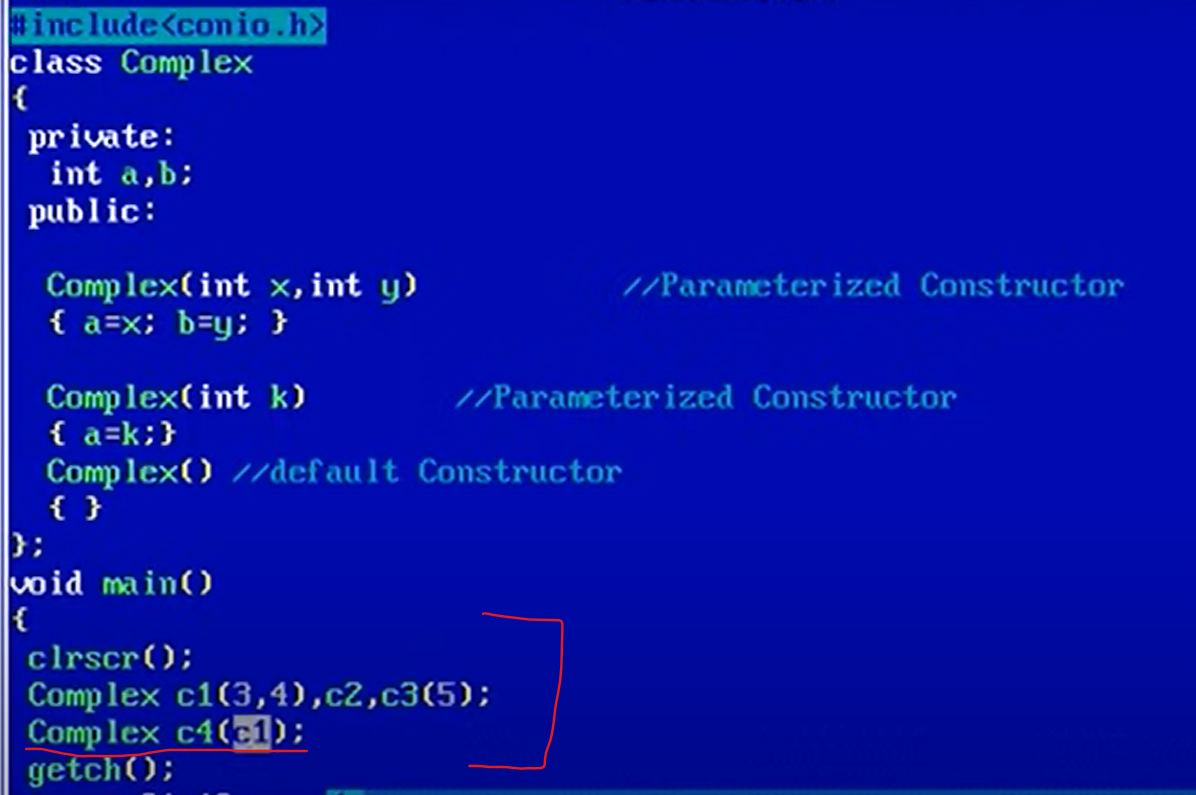 #include<conio.h>
class Complex
{
private:
int a,b;
public:
Complex(int x,int y) //Parameterized Constructor
{ a=x; b=y; }
Complex(int k) //Parameterized Constructor
{ a=k;}
Complex() //default Constructor
{ }
};
void main()
{
clrscr();
Complex c1(3,4),c2,c3(5);
Complex c4(c1);
getch();